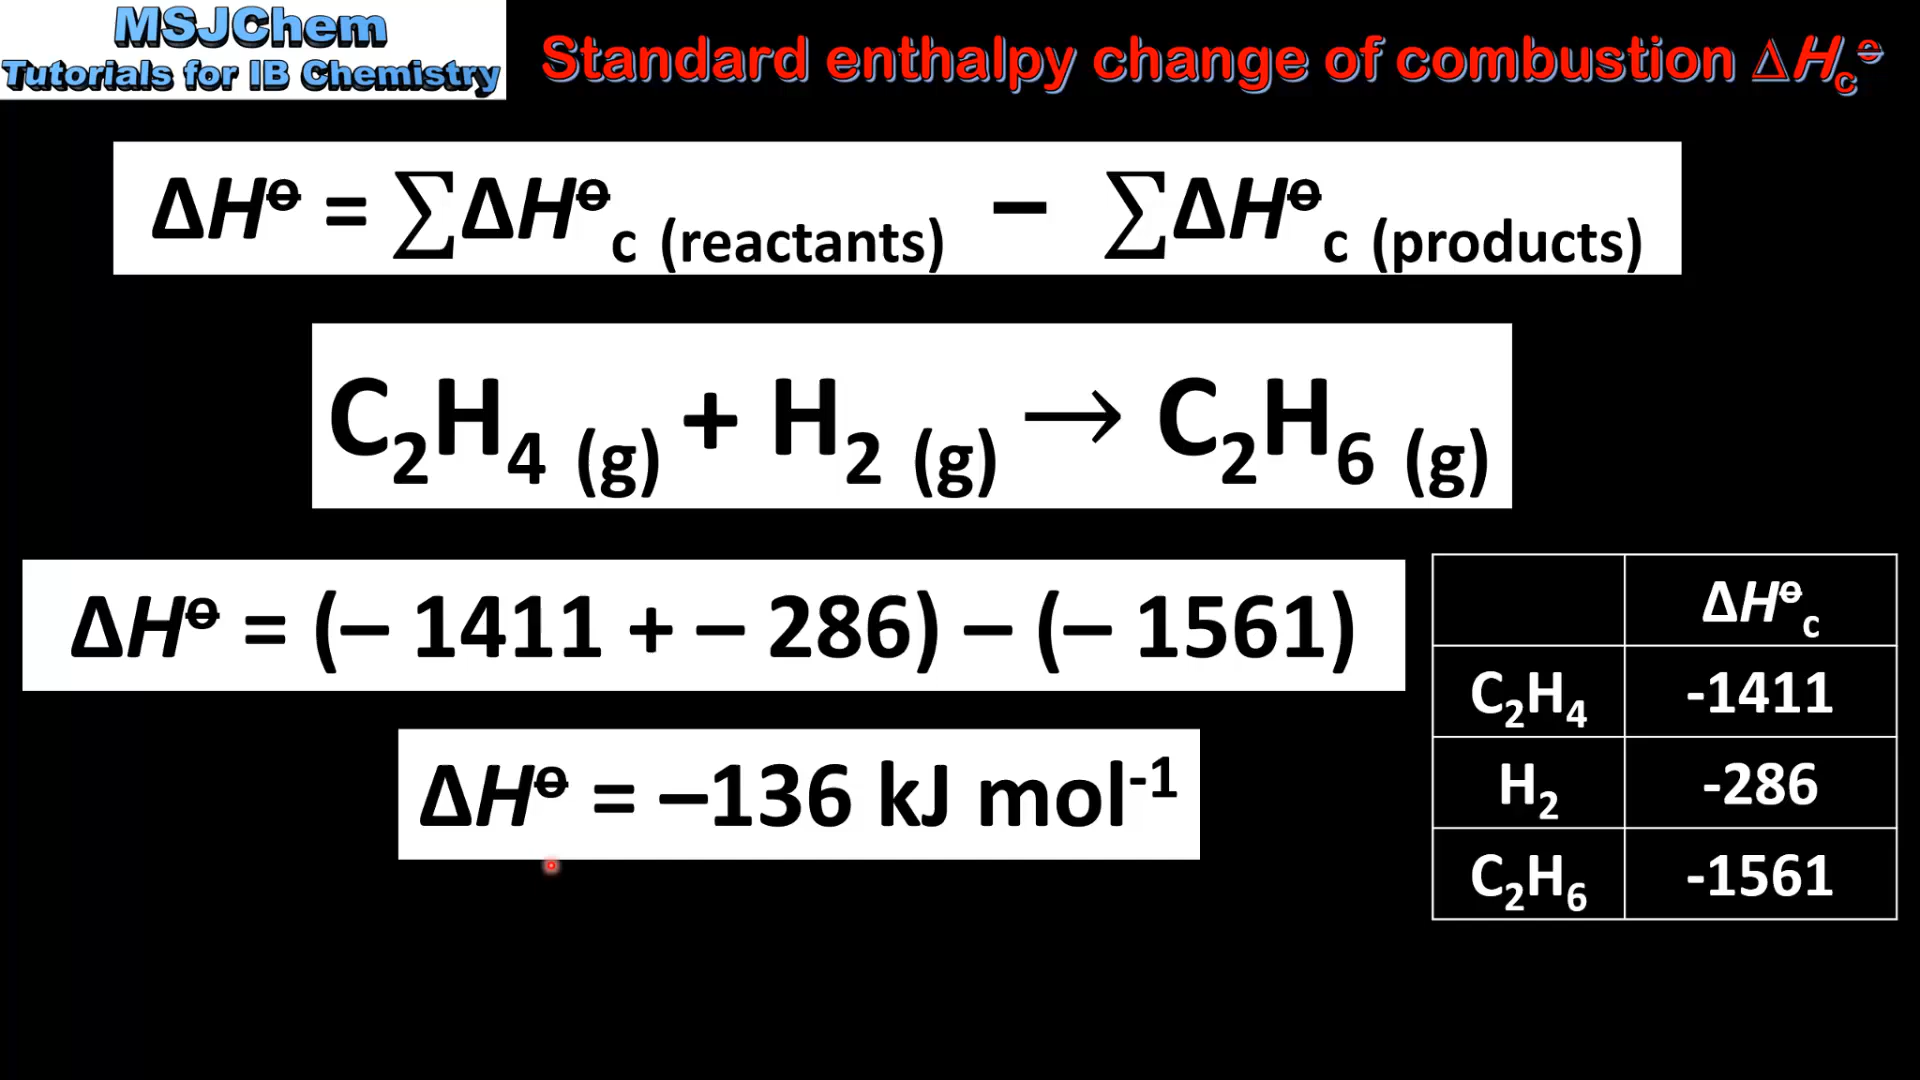 MSJChem
Tutorials for IB Chemistry
Standard enthalpy change of combustion ΔHc⦵
ΔH⦵ = ∑ΔH⦵c (reactants) – ∑ΔH⦵c (products)
C₂H₄ (g) + H₂ (g) → C₂H₆ (g)
ΔH⦵ = (– 1411 + – 286) – (– 1561)
ΔH⦵ = –136 kJ mol⁻¹
ΔH⦵c
C₂H₄ -1411
H₂ -286
C₂H₆ -1561